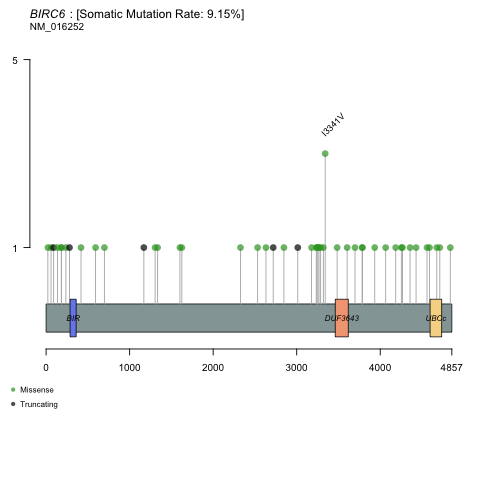 BIRC6 : [Somatic Mutation Rate: 9.15%]
NM_016252
5
I3341V
1
BIR
DUF3643
UBCc
0
1000
2000
3000
4000
4857
Missense
Truncating